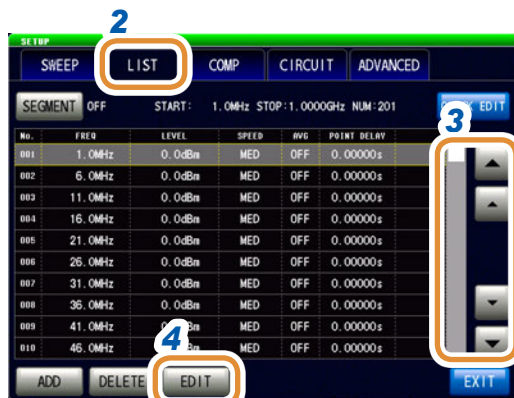 2
SETUP
SWEEP LIST COMP CIRCUIT ADVANCED
SEGMENT OFF START: 1.0MHz STOP:1.0000GHz NUM:201 EDIT
3
No. FREQ LEVEL SPEED AVG POINT DELAY
001 1.0MHz 0.0dBm MED OFF 0.00000s
002 6.0MHz 0.0dBm MED OFF 0.00000s
003 11.0MHz 0.0dBm MED OFF 0.00000s
004 16.0MHz 0.0dBm MED OFF 0.00000s
005 21.0MHz 0.0dBm MED OFF 0.00000s
006 26.0MHz 0.0dBm MED OFF 0.00000s
007 31.0MHz 0.0dBm MED OFF 0.00000s
008 36.0MHz 0.0dBm MED OFF 0.00000s
009 41.0MHz MED OFF 0.00000s
4
010 46.0MHz MED OFF 0.00000s
ADD DELETE EDIT EXIT